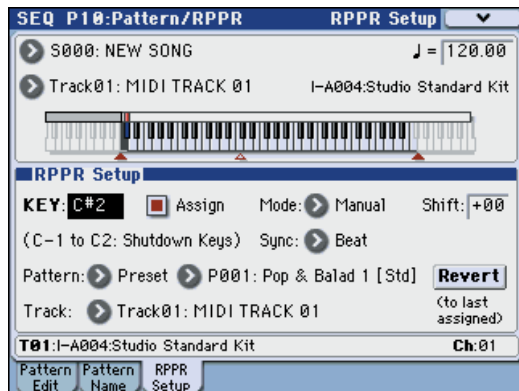 SEQ P10:Pattern/RPPR RPPR Setup
S000: NEW SONG ♩= 120.00
Track01: MIDI TRACK 01 I-A004:Studio Standard Kit
RPPR Setup
KEY: C#2 Assign Mode: Manual Shift: +00
(C-1 to C2: Shutdown Keys) Sync: Beat
Pattern: Preset P001: Pop & Balad 1 [Std] Revert
Track: Track01: MIDI TRACK 01 (to last
assigned)
T01:I-A004:Studio Standard Kit Ch:01
Pattern Edit Pattern Name RPPR Setup